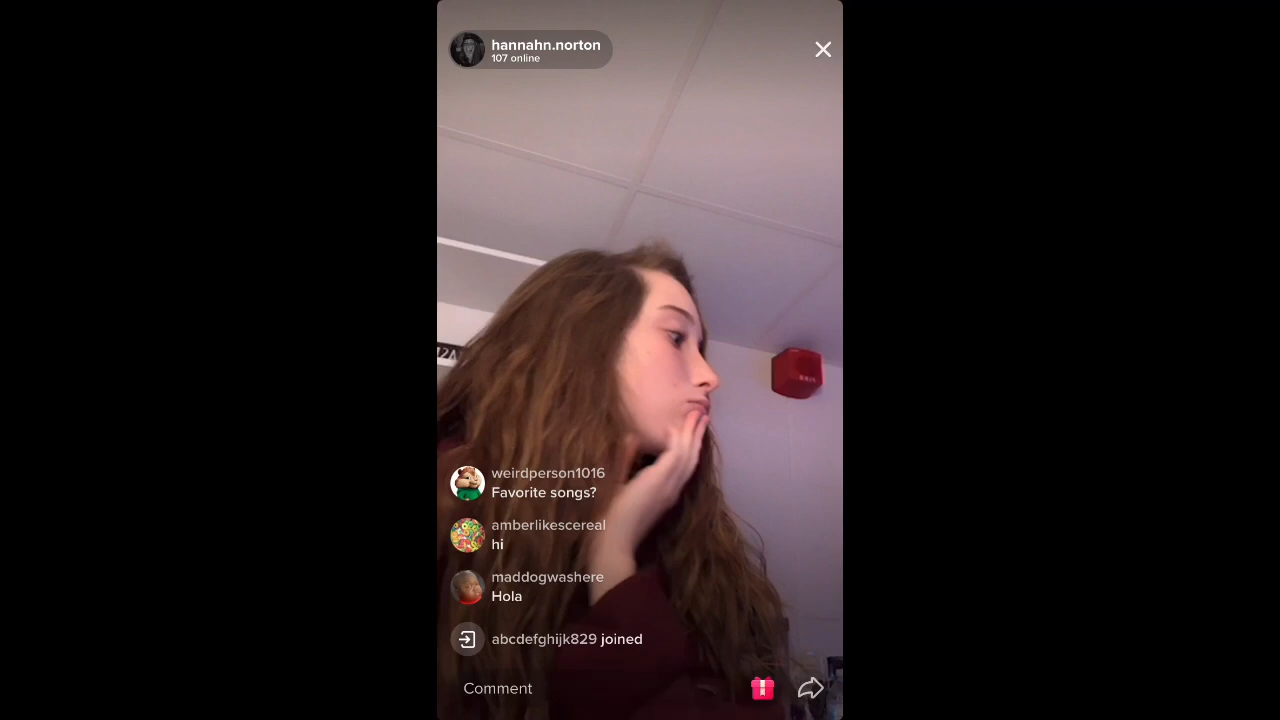 hannahn.norton
107 online
weirdperson1016
Favorite songs?
amberlikescereal
hi
maddogwashere
Hola
abcdefghijk829 joined
Comment